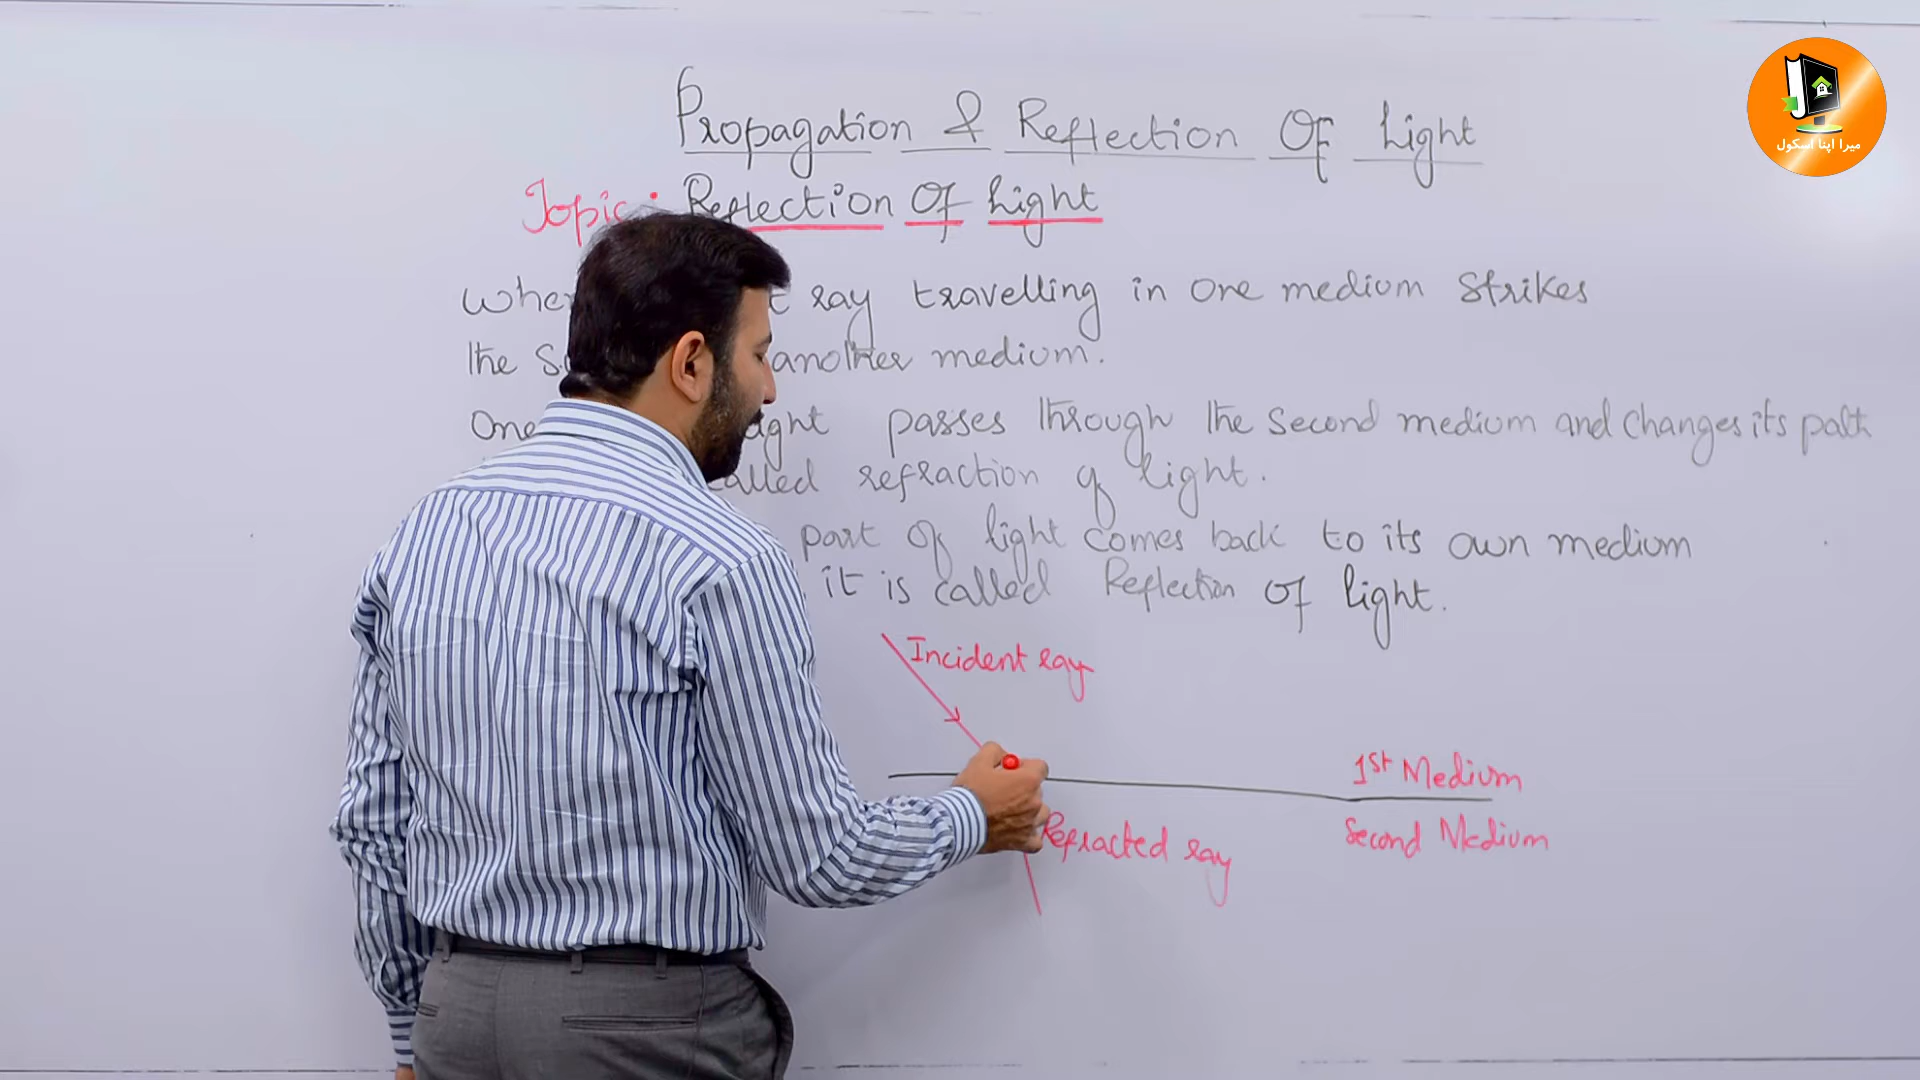 Propagation & Reflection Of Light
Topic: Reflection Of Light
ray travelling in one medium strikes
the another medium.
One passes through the second medium and changes its path
called refraction of light.
part of light comes back to its own medium
it is called Reflection of light.
Incident ray
1st Medium
Refracted ray
Second Medium
میرا اپنا اسکول